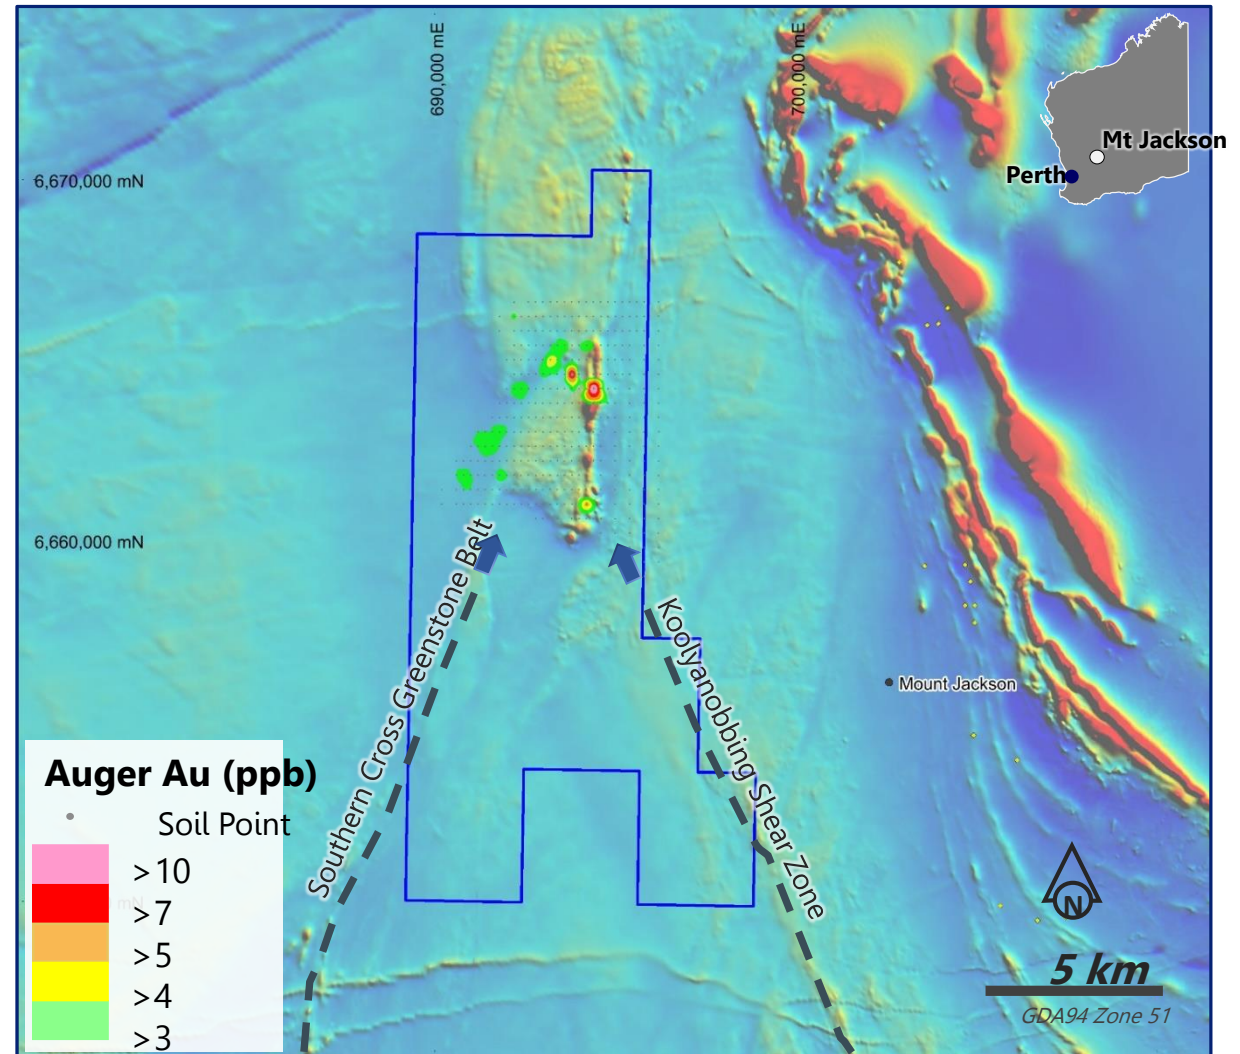 690,000 mE
700,000 mE
Mt Jackson
Perth
6,670,000 mN
6,660,000 mN
Southern Cross Greenstone Belt
Koolyanobbing Shear Zone
Mount Jackson
Auger Au (ppb)
Soil Point
>10
mN
>7
>5
>4
>3
N
5 km
GDA94 Zone 51